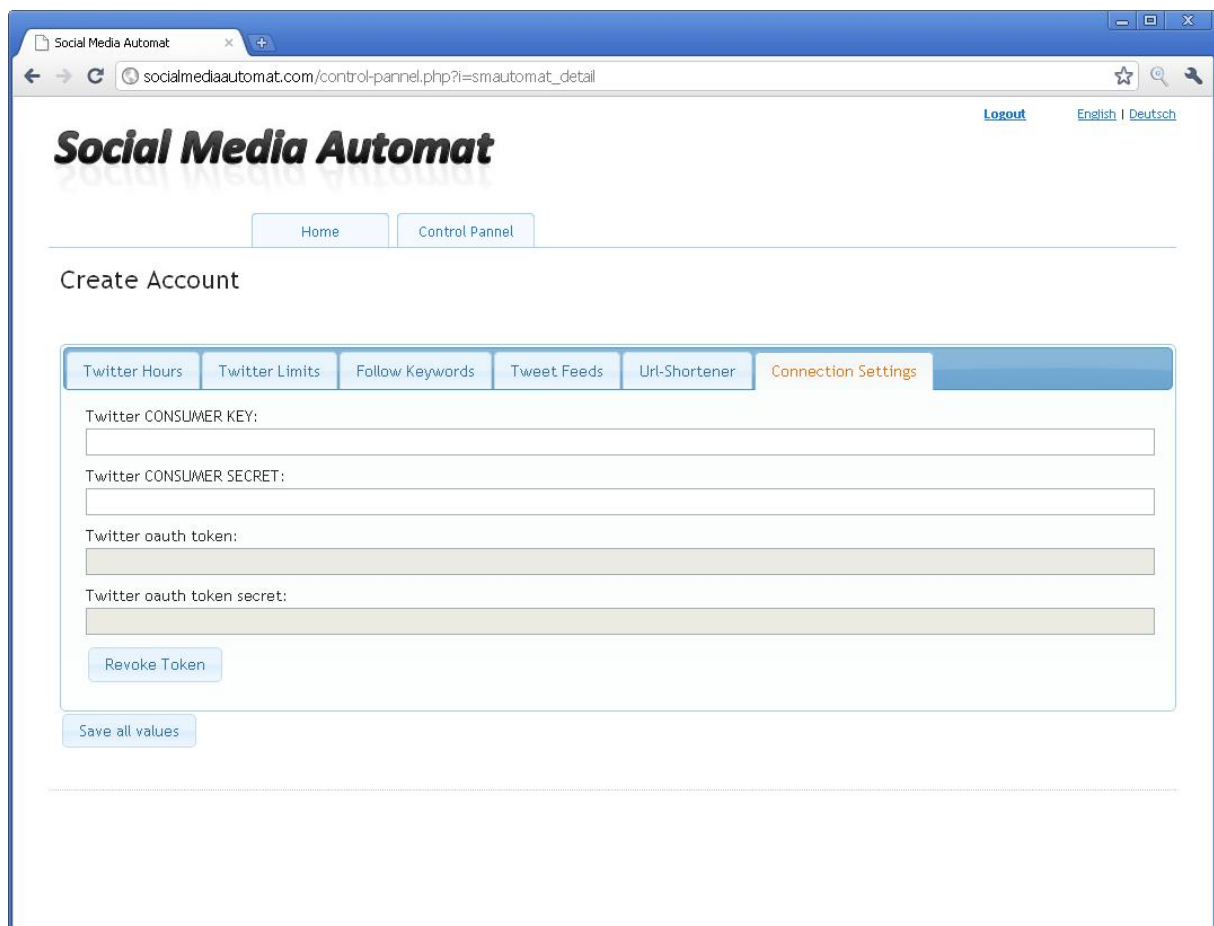 Social Media Automat
socialmediaautomat.com/control-pannel.php?i=smautomat_detail
Logout English | Deutsch
Social Media Automat
Home Control Pannel
Create Account
Twitter Hours Twitter Limits Follow Keywords Tweet Feeds Url-Shortener Connection Settings
Twitter CONSUMER KEY:
Twitter CONSUMER SECRET:
Twitter oauth token:
Twitter oauth token secret:
Revoke Token
Save all values